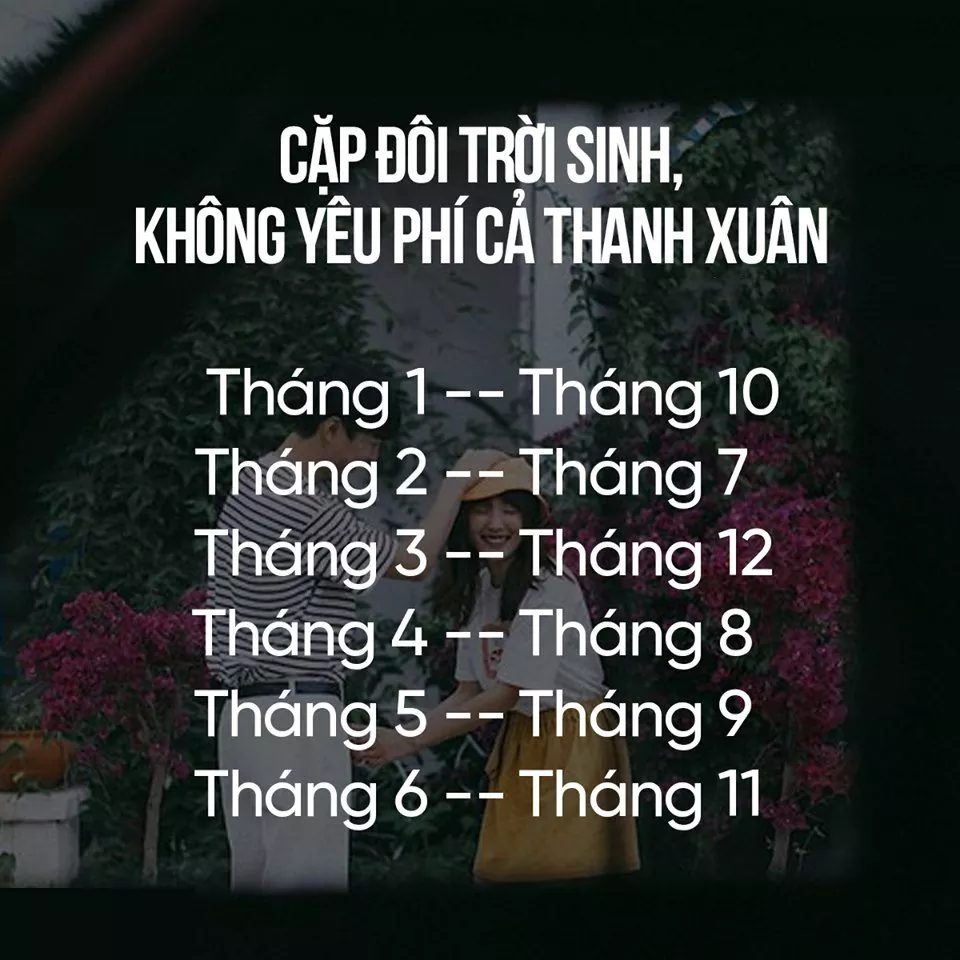 CẶP ĐÔI TRỜI SINH,
KHÔNG YÊU PHÍ CẢ THANH XUÂN
Tháng 1 -- Tháng 10
Tháng 2 -- Tháng 7
Tháng 3 -- Tháng 12
Tháng 4 -- Tháng 8
Tháng 5 -- Tháng 9
Tháng 6 -- Tháng 11